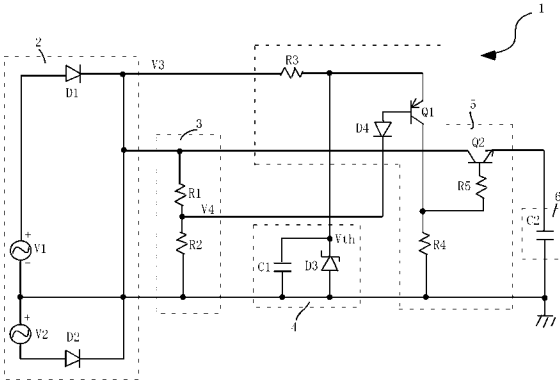 1
2
V3
R3
D1
3
D4
Q1
5
Q2
R5
6
R1
V4
C2
V1
+
-
R2
Vth
C1
D3
R4
+
V2
D2
4